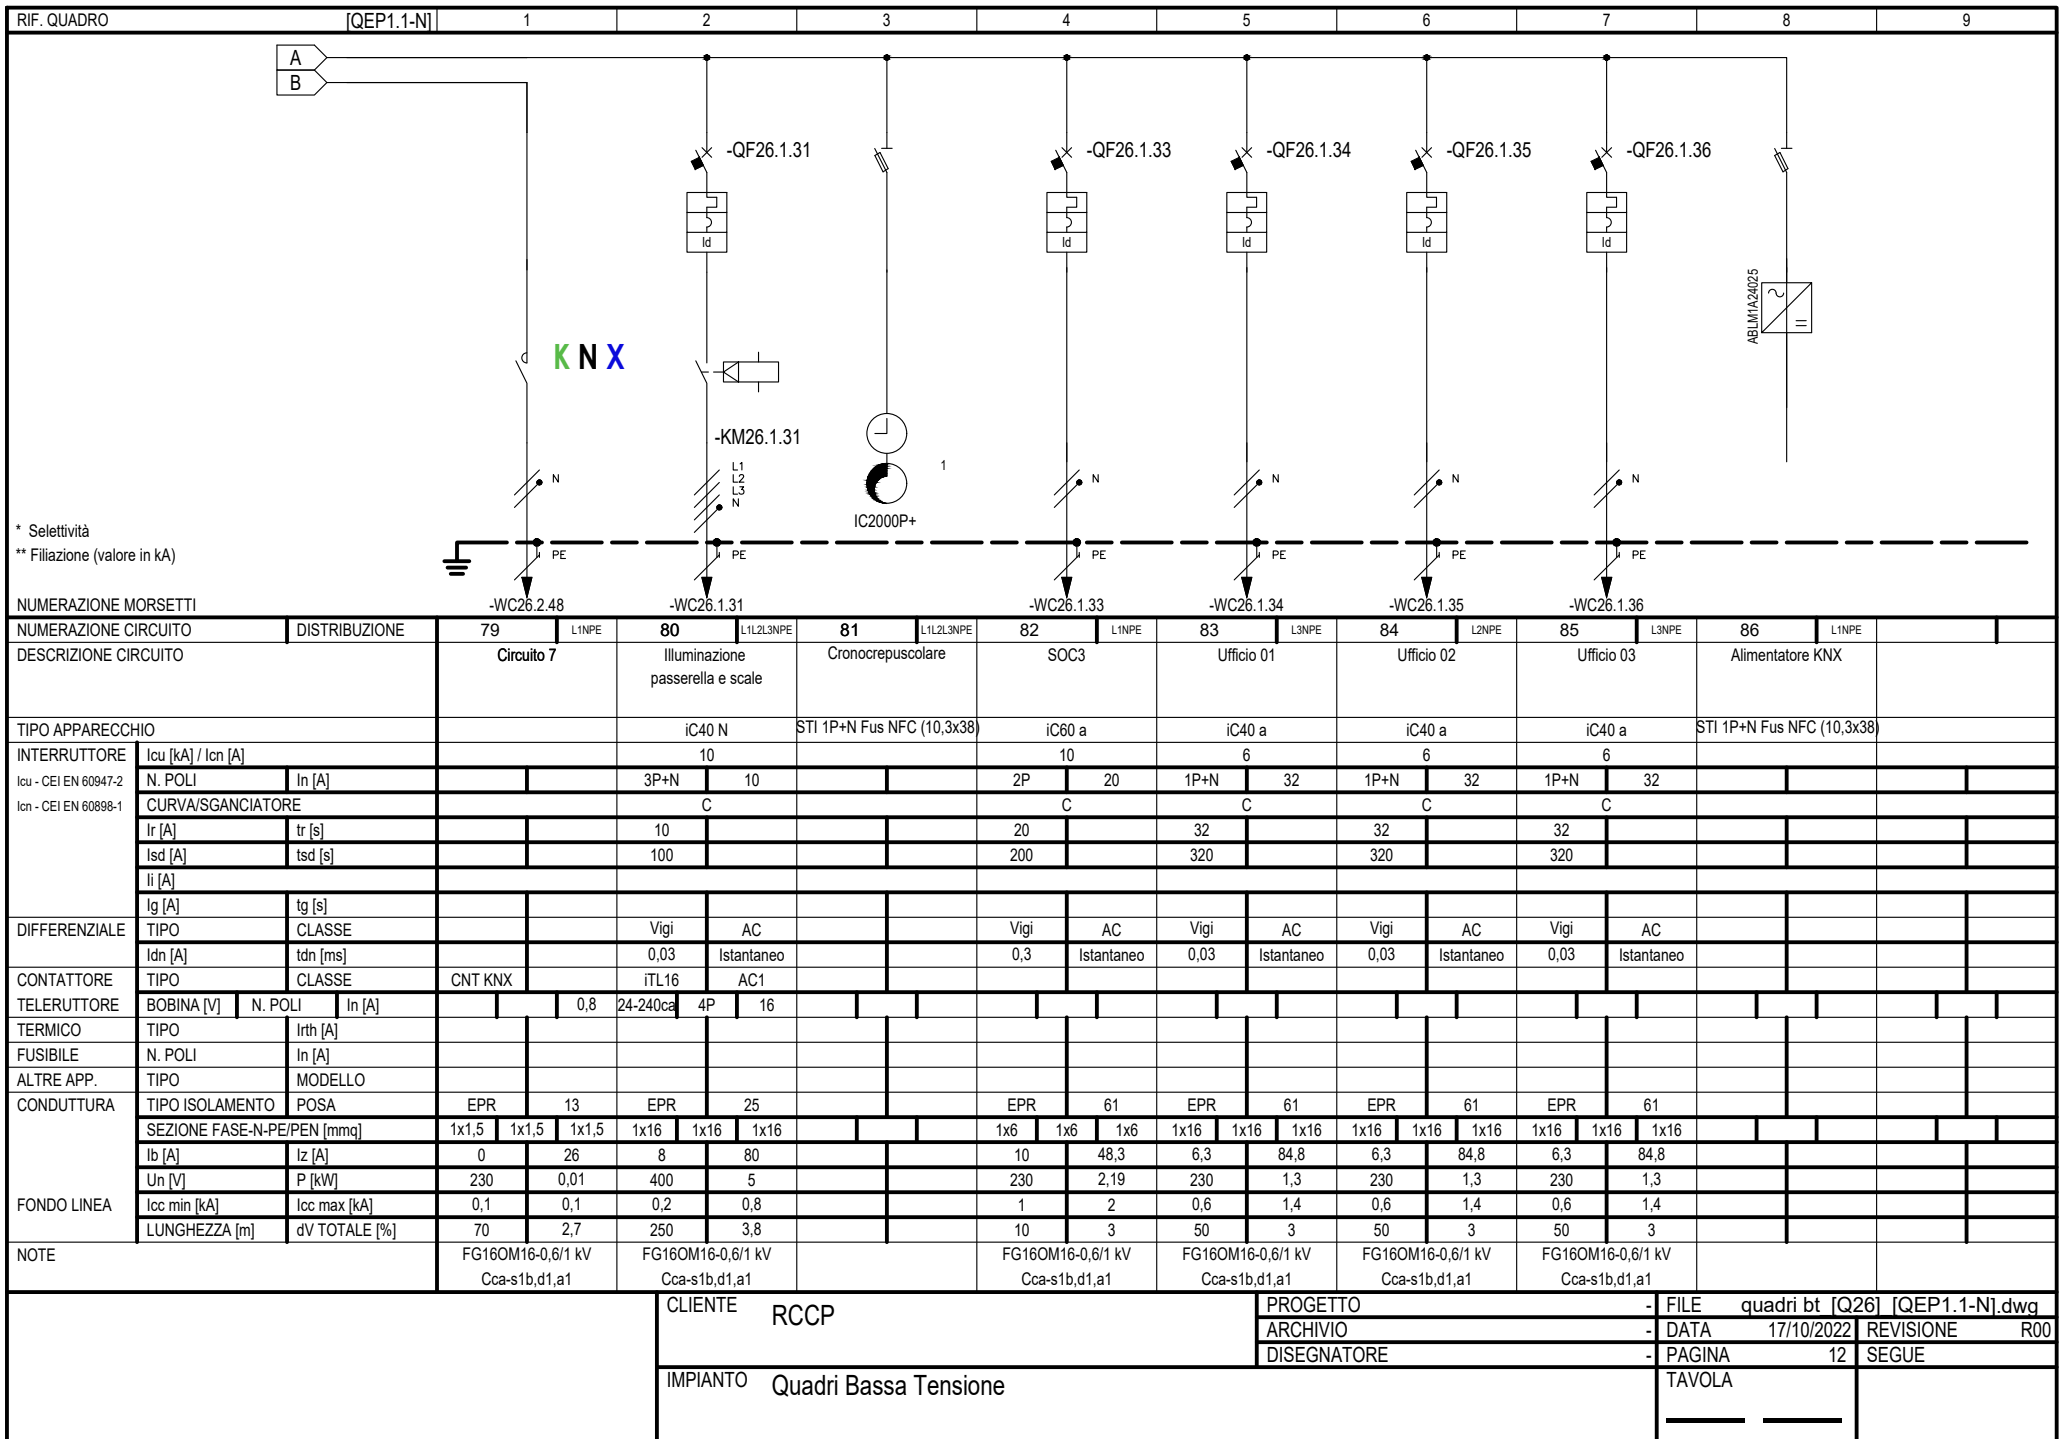 RIF. QUADRO [QEP1.1-N] 1 2 3 4 5 6 7 8 9
A
B
-QF26.1.31 -QF26.1.33 -QF26.1.34 -QF26.1.35 -QF26.1.36
Id Id Id Id Id
ABLM1A24025
K N X
-KM26.1.31
L1
L2
L3
N
1
N N N N N
IC2000P+
* Selettività
** Filiazione (valore in kA)
PE PE PE PE PE PE
NUMERAZIONE MORSETTI -WC26.2.48 -WC26.1.31 -WC26.1.33 -WC26.1.34 -WC26.1.35 -WC26.1.36
NUMERAZIONE CIRCUITO DISTRIBUZIONE 79 L1NPE 80 L1L2L3NPE 81 L1L2L3NPE 82 L1NPE 83 L3NPE 84 L2NPE 85 L3NPE 86 L1NPE
DESCRIZIONE CIRCUITO Circuito 7 Illuminazione Cronocrepuscolare SOC3 Ufficio 01 Ufficio 02 Ufficio 03 Alimentatore KNX
passerella e scale
TIPO APPARECCHIO iC40 N STI 1P+N Fus NFC (10,3x38) iC60 a iC40 a iC40 a iC40 a STI 1P+N Fus NFC (10,3x38)
INTERRUTTORE Icu [kA] / Icn [A] 10 10 6 6 6
Icu - CEI EN 60947-2 N. POLI In [A] 3P+N 10 2P 20 1P+N 32 1P+N 32 1P+N 32
Icn - CEI EN 60898-1 CURVA/SGANCIATORE C C C C C
Ir [A] tr [s] 10 20 32 32 32
Isd [A] tsd [s] 100 200 320 320 320
Ii [A]
Ig [A] tg [s]
DIFFERENZIALE TIPO CLASSE Vigi AC Vigi AC Vigi AC Vigi AC Vigi AC
Idn [A] tdn [ms] 0,03 Istantaneo 0,3 Istantaneo 0,03 Istantaneo 0,03 Istantaneo 0,03 Istantaneo
CONTATTORE TIPO CLASSE CNT KNX iTL16 AC1
TELERUTTORE BOBINA [V] N. POLI In [A] 0,8 24-240ca 4P 16
TERMICO TIPO Irth [A]
FUSIBILE N. POLI In [A]
ALTRE APP. TIPO MODELLO
CONDUTTURA TIPO ISOLAMENTO POSA EPR 13 EPR 25 EPR 61 EPR 61 EPR 61 EPR 61
SEZIONE FASE-N-PE/PEN [mmq] 1x1,5 1x1,5 1x1,5 1x16 1x16 1x16 1x6 1x6 1x6 1x16 1x16 1x16 1x16 1x16 1x16 1x16 1x16 1x16
Ib [A] Iz [A] 0 26 8 80 10 48,3 6,3 84,8 6,3 84,8 6,3 84,8
Un [V] P [kW] 230 0,01 400 5 230 2,19 230 1,3 230 1,3 230 1,3
FONDO LINEA Icc min [kA] Icc max [kA] 0,1 0,1 0,2 0,8 1 2 0,6 1,4 0,6 1,4 0,6 1,4
LUNGHEZZA [m] dV TOTALE [%] 70 2,7 250 3,8 10 3 50 3 50 3 50 3
NOTE FG16OM16-0,6/1 kV FG16OM16-0,6/1 kV FG16OM16-0,6/1 kV FG16OM16-0,6/1 kV FG16OM16-0,6/1 kV FG16OM16-0,6/1 kV
Cca-s1b,d1,a1 Cca-s1b,d1,a1 Cca-s1b,d1,a1 Cca-s1b,d1,a1 Cca-s1b,d1,a1 Cca-s1b,d1,a1
CLIENTE RCCP PROGETTO - FILE quadri bt [Q26] [QEP1.1-N].dwg
ARCHIVIO - DATA 17/10/2022 REVISIONE R00
DISEGNATORE - PAGINA 12 SEGUE
IMPIANTO Quadri Bassa Tensione TAVOLA